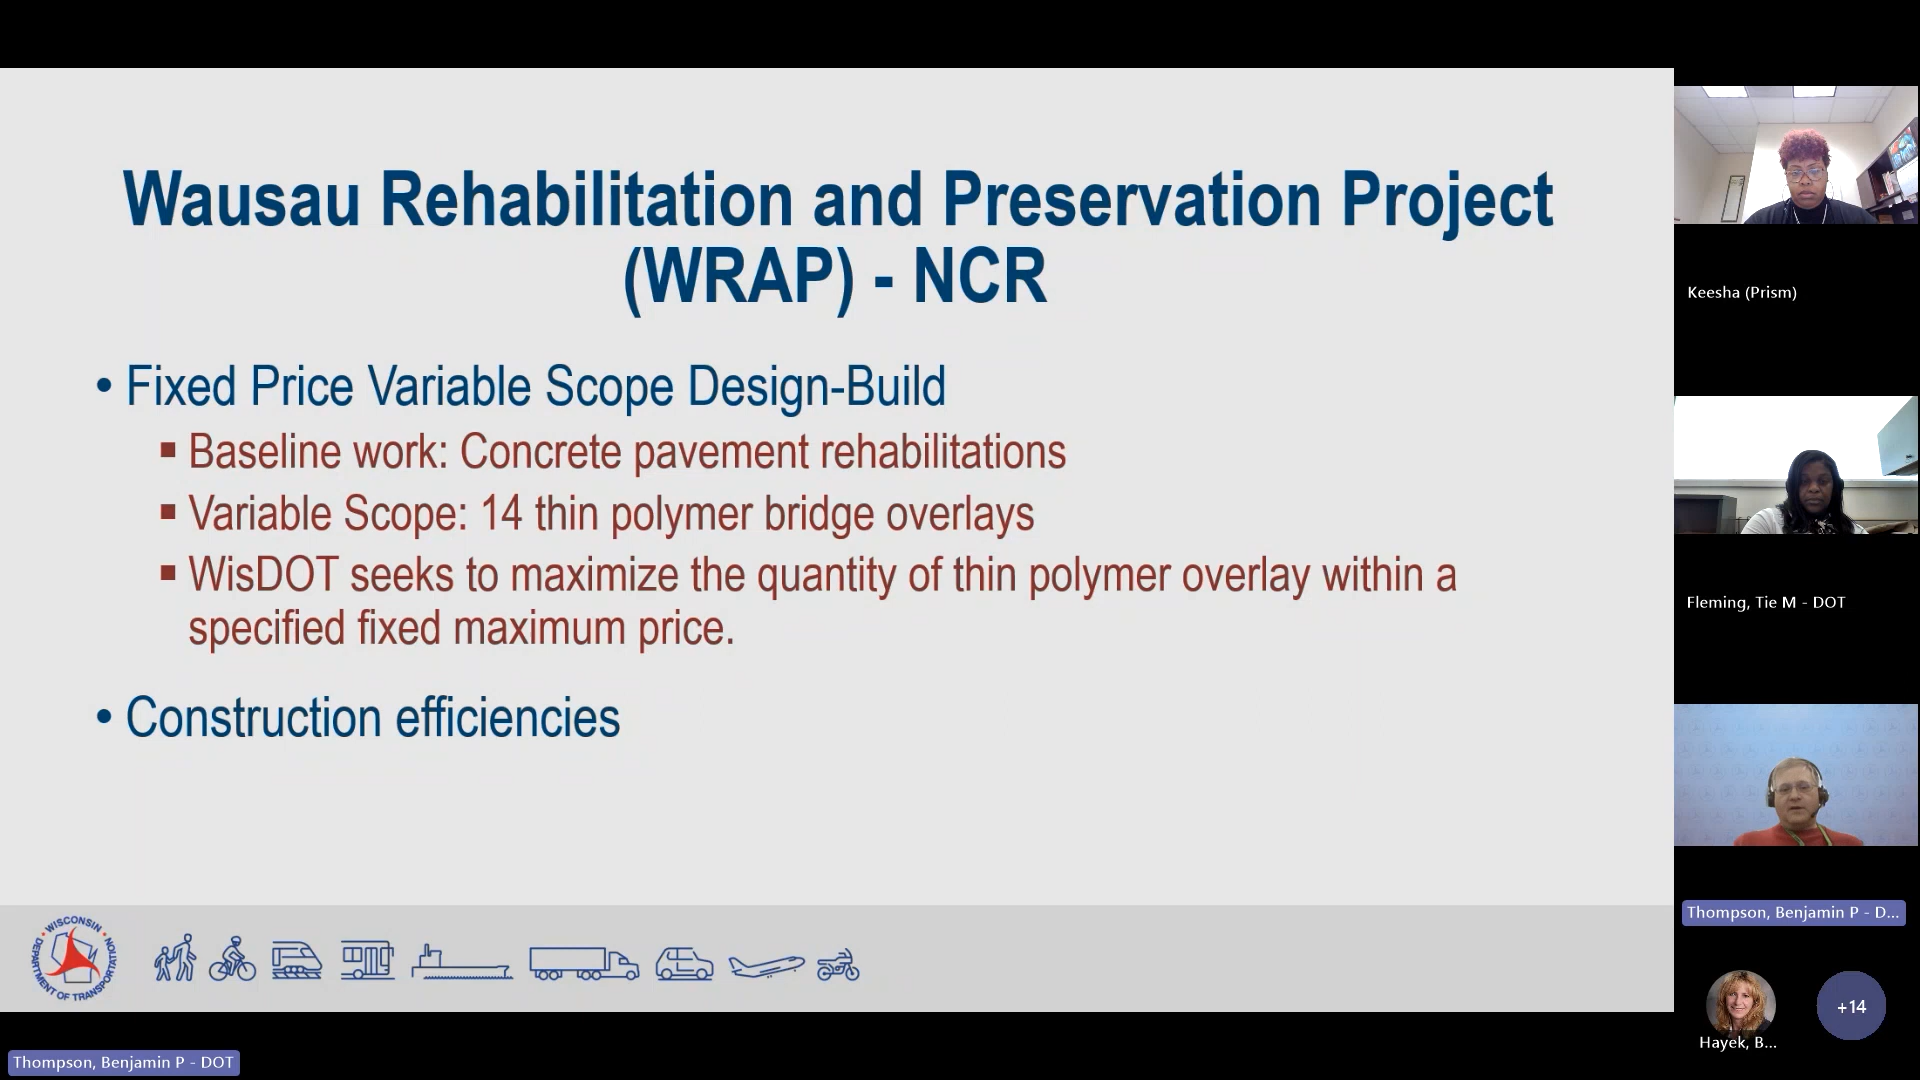 Wausau Rehabilitation and Preservation Project
(WRAP) - NCR
• Fixed Price Variable Scope Design-Build
▪ Baseline work: Concrete pavement rehabilitations
▪ Variable Scope: 14 thin polymer bridge overlays
▪ WisDOT seeks to maximize the quantity of thin polymer overlay within a
specified fixed maximum price.
• Construction efficiencies
WISCONSIN
DEPARTMENT OF TRANSPORTATION
Thompson, Benjamin P - DOT
Keesha (Prism)
Fleming, Tie M - DOT
Thompson, Benjamin P - D...
Hayek, B...
+14